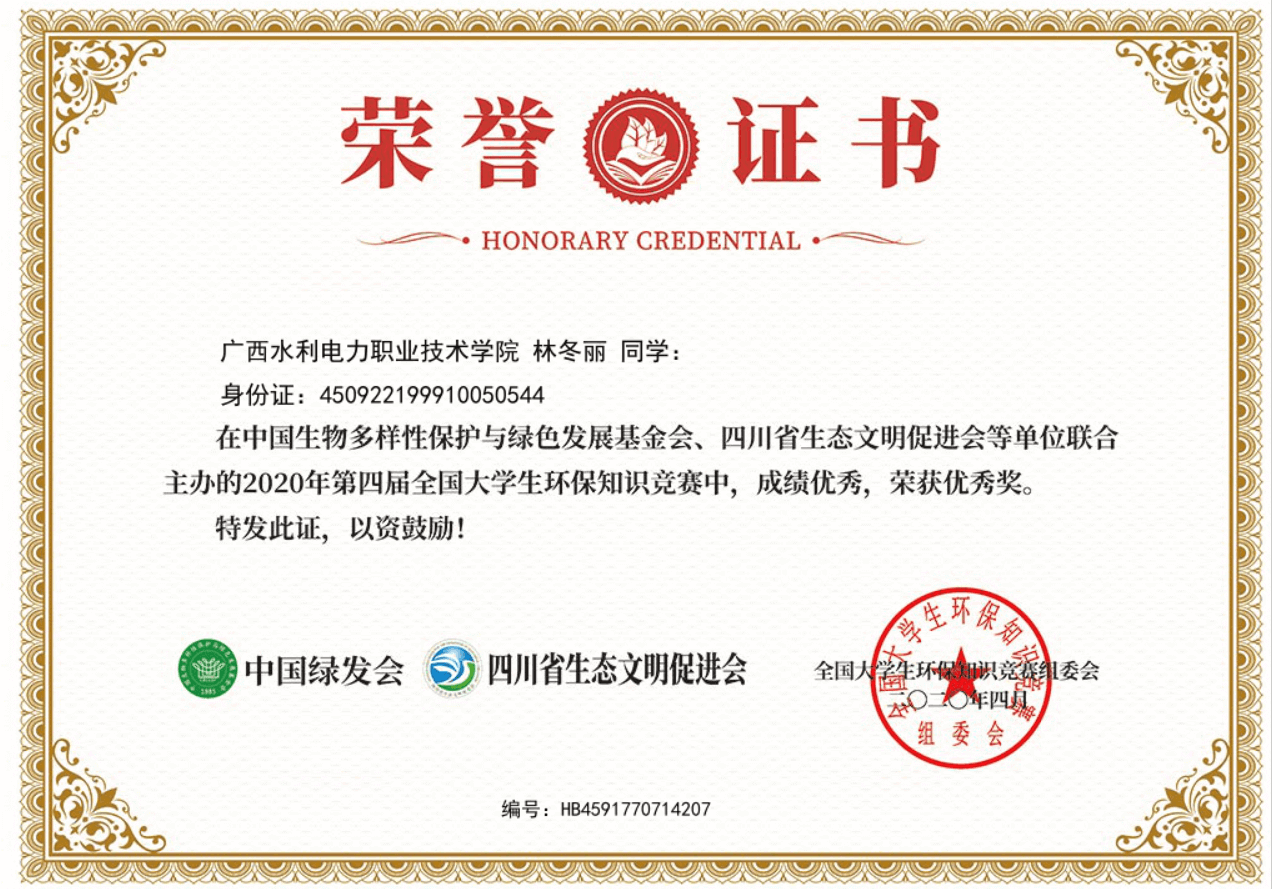 荣誉证书
HONORARY CREDENTIAL
广西水利电力职业技术学院 林冬丽 同学：
身份证：450922199910050544
在中国生物多样性保护与绿色发展基金会、四川省生态文明促进会等单位联合
主办的2020年第四届全国大学生环保知识竞赛中，成绩优秀，荣获优秀奖。
特发此证，以资鼓励！
1985
中国绿发会
四川省生态文明促进会
全国大学生环保知识竞赛组委会
二〇二〇年四月
全国大学生环保知识竞赛
组委会
编号：HB4591770714207